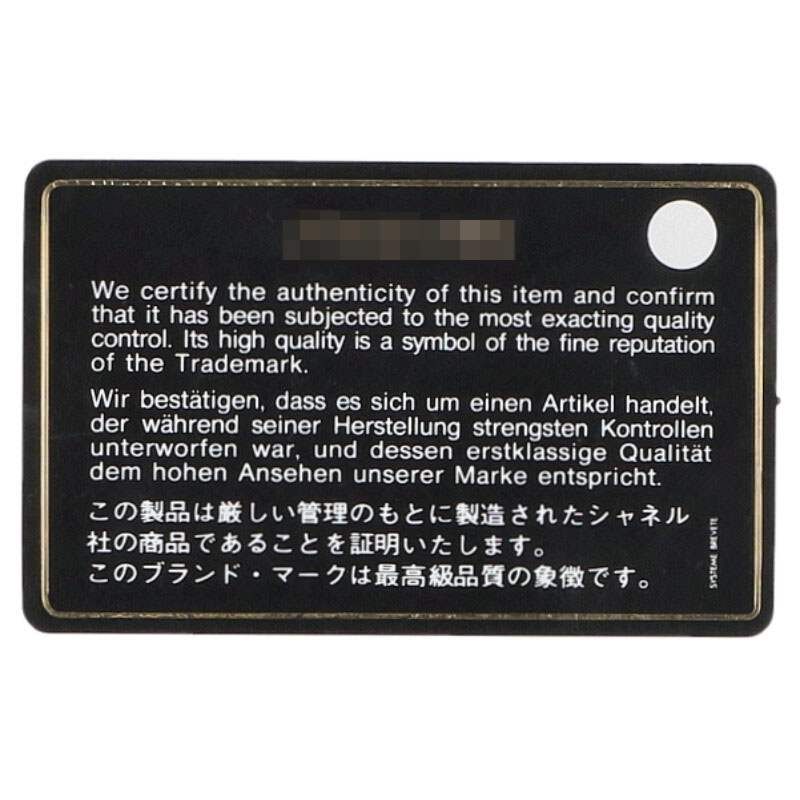 We certify the authenticity of this item and confirm
that it has been subjected to the most exacting quality
control. Its high quality is a symbol of the fine reputation
of the Trademark.
Wir bestätigen, dass es sich um einen Artikel handelt,
der während seiner Herstellung strengsten Kontrollen
unterworfen war, und dessen erstklassige Qualität
dem hohen Ansehen unserer Marke entspricht.
この製品は厳しい管理のもとに製造されたシャネル
社の商品であることを証明いたします。
このブランド・マークは最高級品質の象徴です。
SYSTEME BREVETE